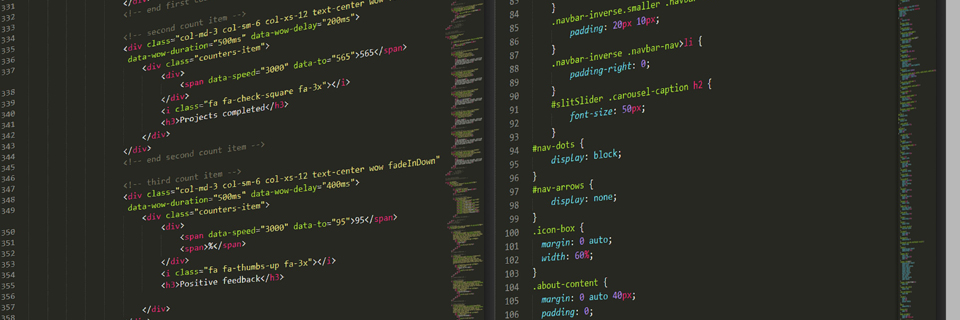 331
332
333
334
335
336
337
338
339
340
341
342
343
344
345
346
347
348
349
350
351
352
353
354
355
356
357
358
</div>
<!-- end first count
<!-- second count item -->
<div class="col-md-3 col-sm-6 col-xs-12 text-center wow
data-wow-duration="500ms" data-wow-delay="200ms">
<div class="counters-item">
<div>
<span data-speed="3000" data-to="565">565</span>
</div>
<i class="fa fa-check-square fa-3x"></i>
<h3>Projects completed</h3>
</div>
</div>
<!-- end second count item -->
<!-- third count item -->
<div class="col-md-3 col-sm-6 col-xs-12 text-center wow fadeInDown"
data-wow-duration="500ms" data-wow-delay="400ms">
<div class="counters-item">
<div>
<span data-speed="3000" data-to="95">95</span>
<span>%</span>
</div>
<i class="fa fa-thumbs-up fa-3x"></i>
<h3>Positive feedback</h3>
</div>
84 }
85 .navbar-inverse.smaller .navbar
86 padding: 20px 10px;
87 }
88 .navbar-inverse .navbar-nav>li {
89 padding-right: 0;
90 }
91 #slitSlider .carousel-caption h2 {
92 font-size: 50px;
93 }
94 #nav-dots {
95 display: block;
96 }
97 #nav-arrows {
98 display: none;
99 }
100 .icon-box {
101 margin: 0 auto;
102 width: 60%;
103 }
104 .about-content {
105 margin: 0 auto 40px;
106 padding: 0;